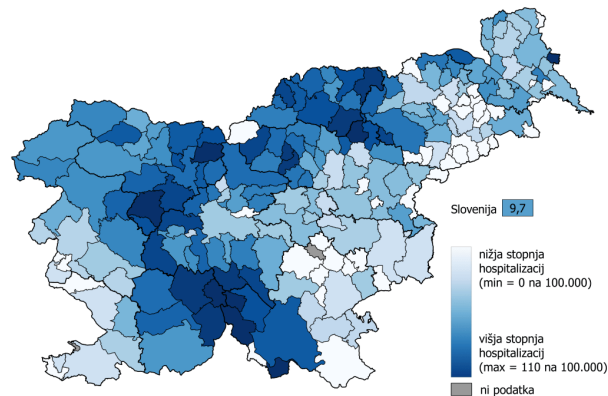 Slovenija 9,7
nižja stopnja
hospitalizacij
(min = 0 na 100.000)
višja stopnja
hospitalizacij
(max = 110 na 100.000)
ni podatka